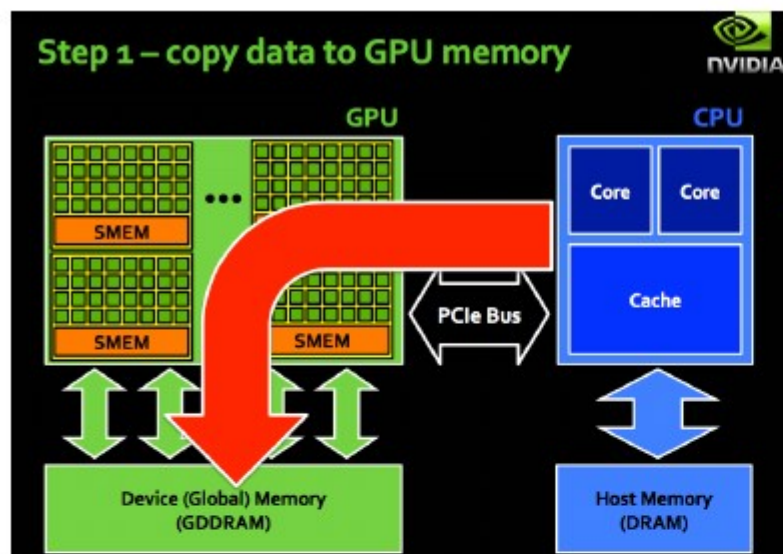 Step 1 – copy data to GPU memory
NVIDIA
GPU
CPU
SMEM
SMEM
SMEM
Core
Core
Cache
PCIe Bus
Device (Global) Memory
(GDDRAM)
Host Memory
(DRAM)